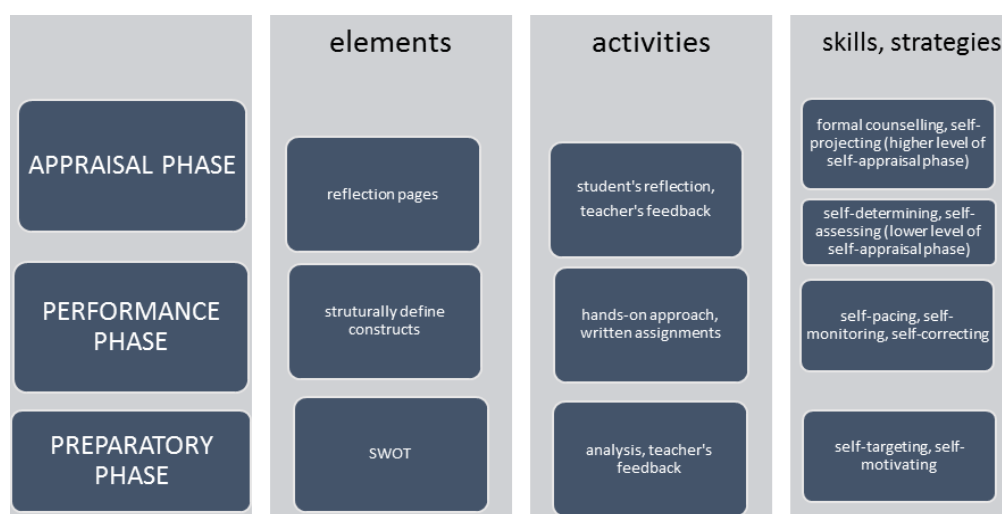 elements
activities
skills, strategies
APPRAISAL PHASE
reflection pages
student's reflection,
teacher's feedback
formal counselling, self-
projecting (higher level of
self-appraisal phase)
self-determining, self-
assessing (lower level of
self-appraisal phase)
PERFORMANCE
PHASE
struturally define
constructs
hands-on approach,
written assignments
self-pacing, self-
monitoring, self-correcting
PREPARATORY
PHASE
SWOT
analysis, teacher's
feedback
self-targeting, self-
motivating